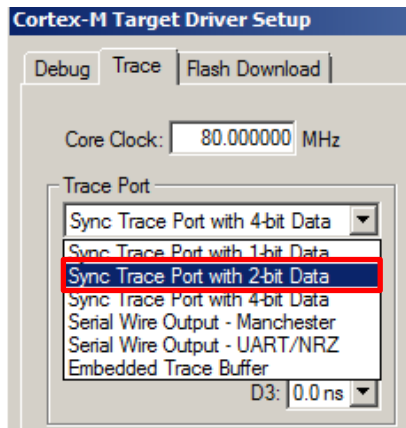 Cortex-M Target Driver Setup
Debug Trace Flash Download
Core Clock: 80.000000 MHz
Trace Port
Sync Trace Port with 4-bit Data
Sync Trace Port with 1-bit Data
Sync Trace Port with 2-bit Data
Sync Trace Port with 4-bit Data
Serial Wire Output - Manchester
Serial Wire Output - UART/NRZ
Embedded Trace Buffer
D3: 0.0 ns